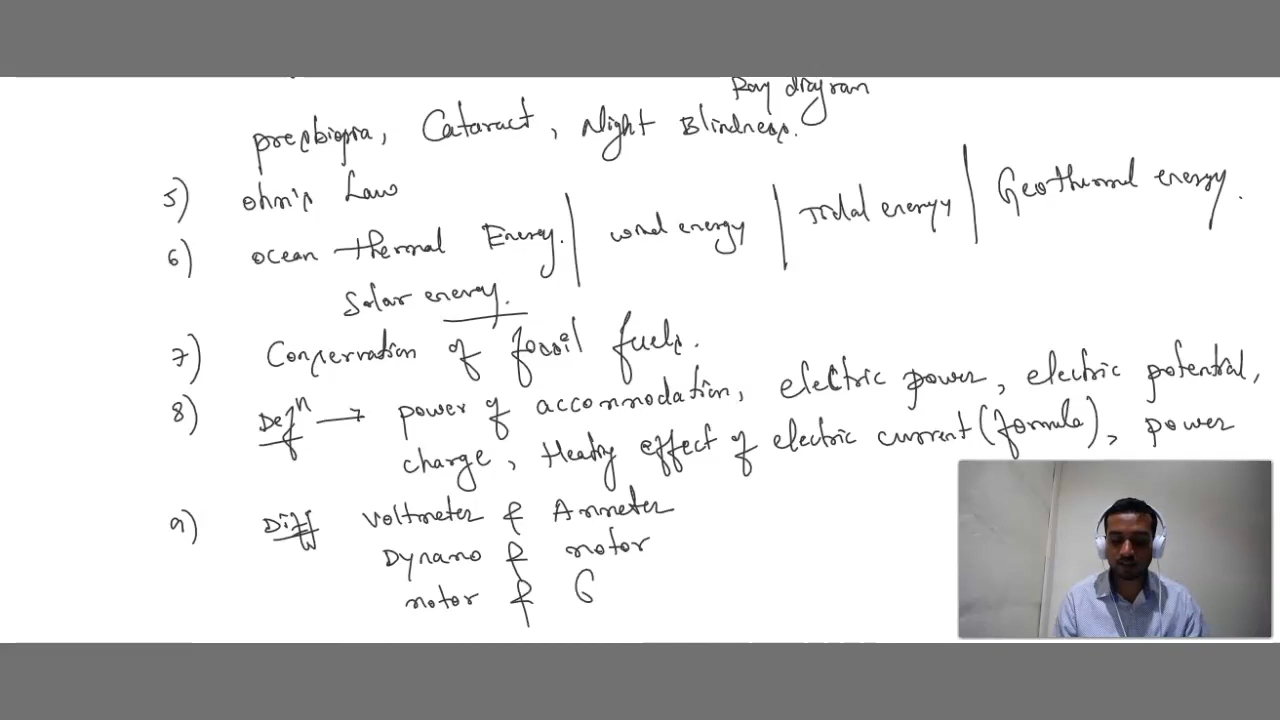 Ray diagram
presbiopia, Cataract, Night Blindness.
5) ohm's Law
6) ocean thermal Energy. | wind energy | Tidal energy | Geothermal energy.
Solar energy.
7) Conservation of fossil fuels.
8) Defⁿ → power of accommodation, electric power, electric potential,
charge, Heating effect of electric current (formula), power
9) Diff Voltmeter & Ammeter
Dynamo & motor
motor & G